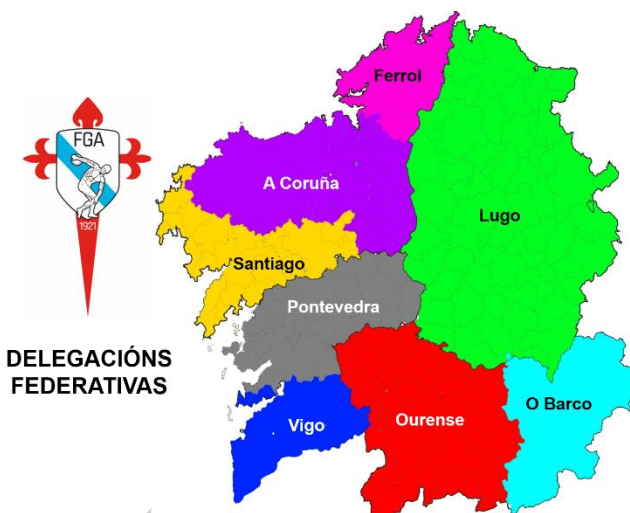 FGA
1921
DELEGACIÓNS
FEDERATIVAS
Ferrol
A Coruña
Lugo
Santiago
Pontevedra
Vigo
Ourense
O Barco